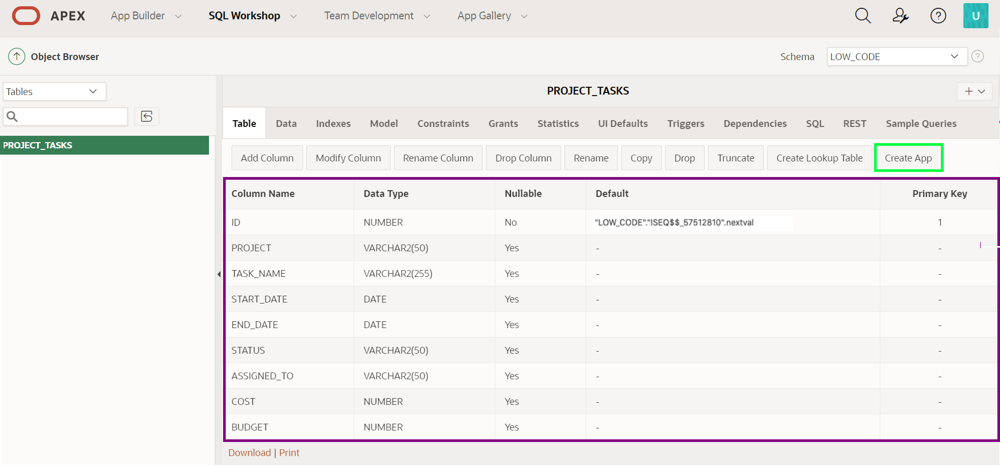 APEX App Builder SQL Workshop Team Development App Gallery ? U
Object Browser Schema LOW_CODE ?
Tables
PROJECT_TASKS
PROJECT_TASKS
Table Data Indexes Model Constraints Grants Statistics UI Defaults Triggers Dependencies SQL REST Sample Queries
Add Column Modify Column Rename Column Drop Column Rename Copy Drop Truncate Create Lookup Table Create App
Column Name Data Type Nullable Default Primary Key
ID NUMBER No "LOW_CODE"."ISEQ$$_57512810".nextval 1
PROJECT VARCHAR2(50) Yes - -
TASK_NAME VARCHAR2(255) Yes - -
START_DATE DATE Yes - -
END_DATE DATE Yes - -
STATUS VARCHAR2(50) Yes - -
ASSIGNED_TO VARCHAR2(50) Yes - -
COST NUMBER Yes - -
BUDGET NUMBER Yes - -
Download | Print